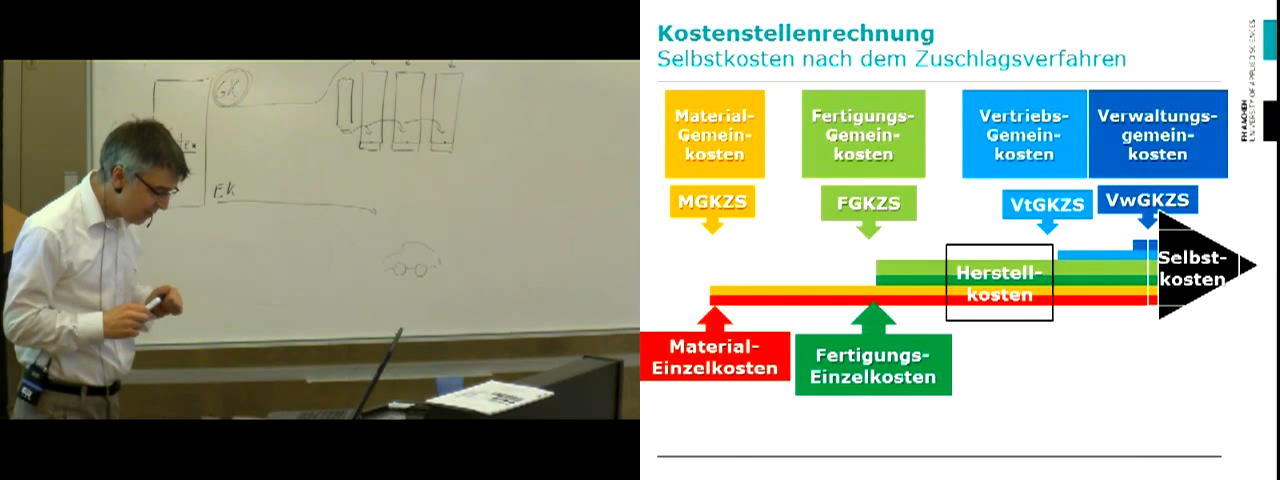 GK
EK
Kostenstellenrechnung
Selbstkosten nach dem Zuschlagsverfahren
Material-
Gemein-
kosten
Fertigungs-
Gemein-
kosten
Vertriebs-
Gemein-
kosten
Verwaltungs-
gemein-
kosten
MGKZS
FGKZS
VtGKZS
VwGKZS
Herstell-
kosten
Selbst-
kosten
Material-
Einzelkosten
Fertigungs-
Einzelkosten
FH AACHEN
UNIVERSITY OF APPLIED SCIENCES